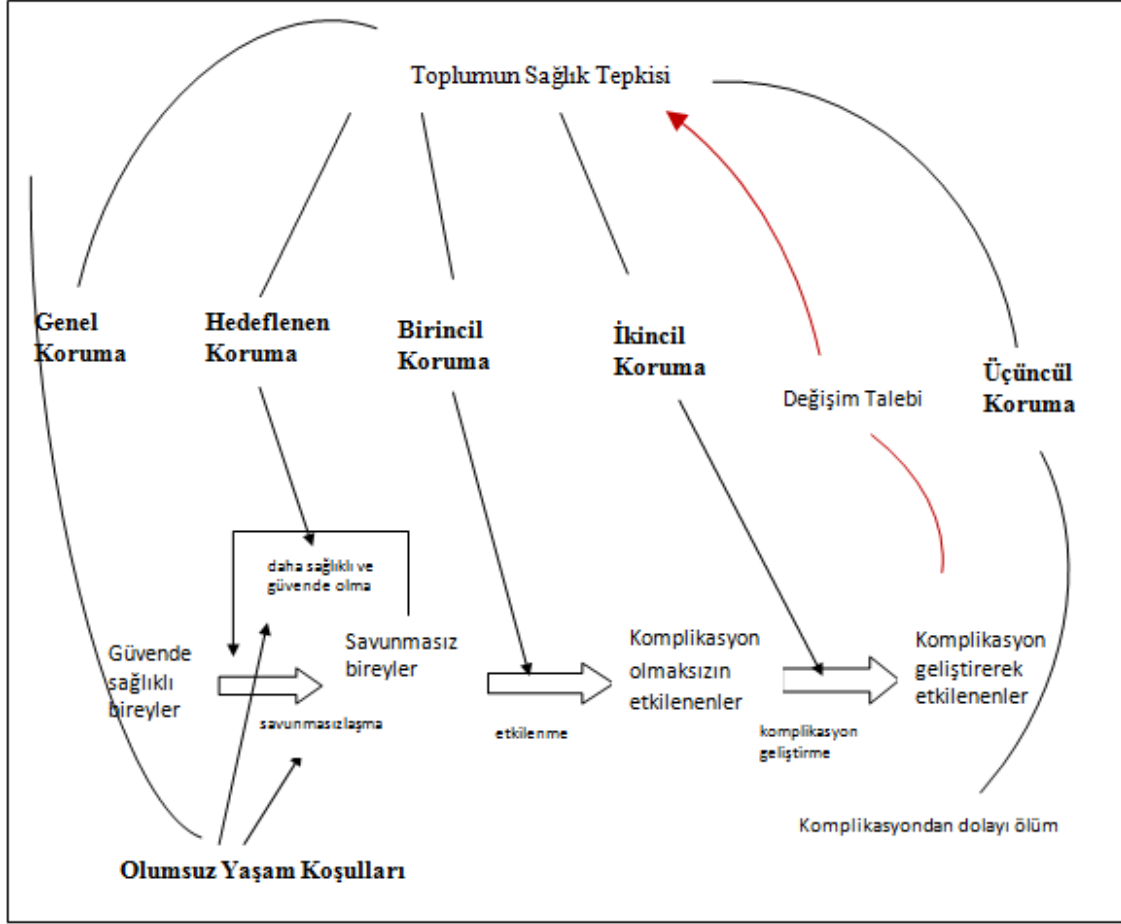 Toplumun Sağlık Tepkisi
Genel
Koruma
Hedeflenen
Koruma
Birincil
Koruma
İkincil
Koruma
Değişim Talebi
Üçüncül
Koruma
daha sağlıklı ve
güvende olma
Güvende
sağlıklı
bireyler
savunmasızlaşma
Savunmasız
bireyler
etkilenme
Komplikasyon
olmaksızın
etkilenenler
komplikasyon
geliştirme
Komplikasyon
geliştirerek
etkilenenler
Komplikasyondan dolayı ölüm
Olumsuz Yaşam Koşulları